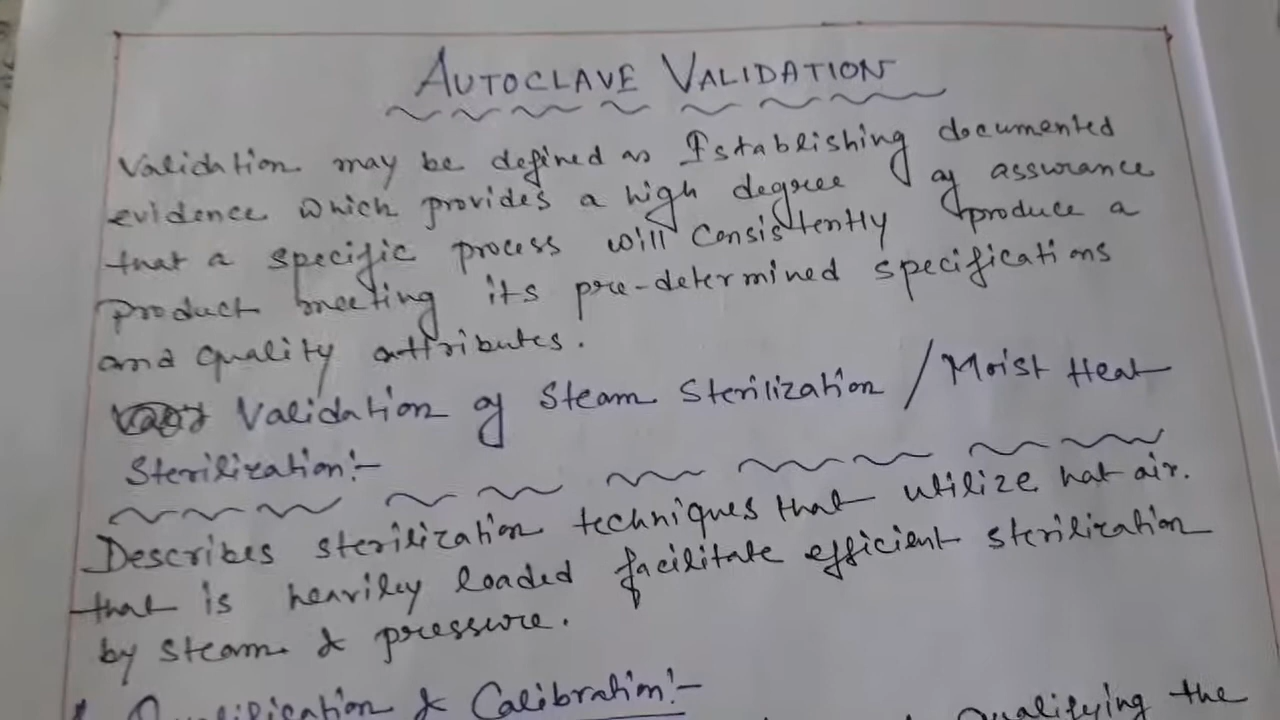 AUTOCLAVE VALIDATION
Validation may be defined as Establishing documented
evidence which provides a high degree of assurance
that a specific process will consistently produce a
product meeting its pre-determined specifications
and quality attributes.
Validation of Steam Sterilization / Moist Heat
Sterilization:-
Describes sterilization techniques that utilize hot air.
that is heavily loaded facilitate efficient sterilization
by steam & pressure.
Qualification & Calibration:-
Qualifying the